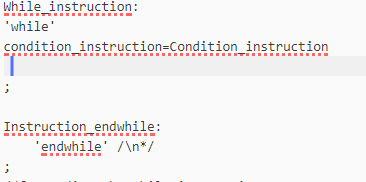 While_instruction:
'while'
condition_instruction=Condition_instruction
;
Instruction_endwhile:
'endwhile' /\n*/
;